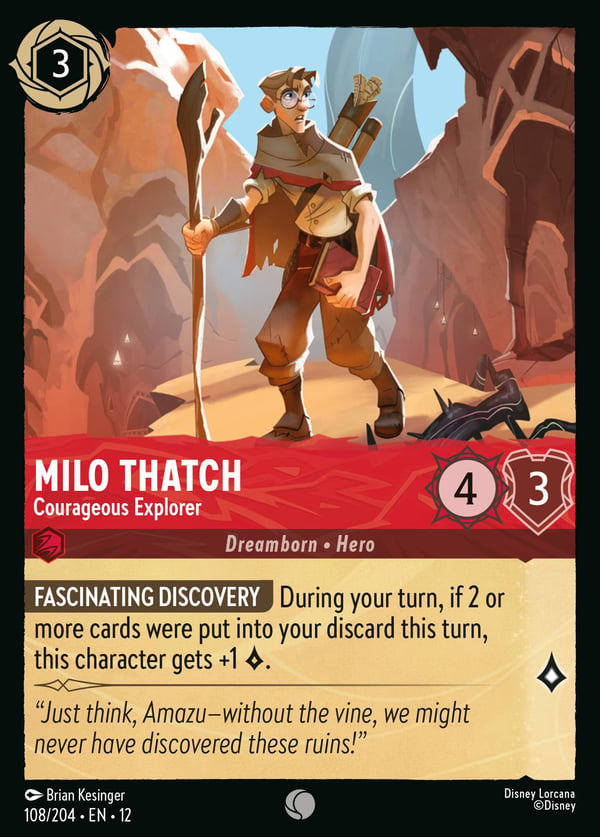 3
MILO THATCH
Courageous Explorer
4
3
Dreamborn • Hero
FASCINATING DISCOVERY During your turn, if 2 or
more cards were put into your discard this turn,
this character gets +1 .
“Just think, Amazu–without the vine, we might
never have discovered these ruins!”
Brian Kesinger
108/204 • EN • 12
Disney Lorcana
©Disney